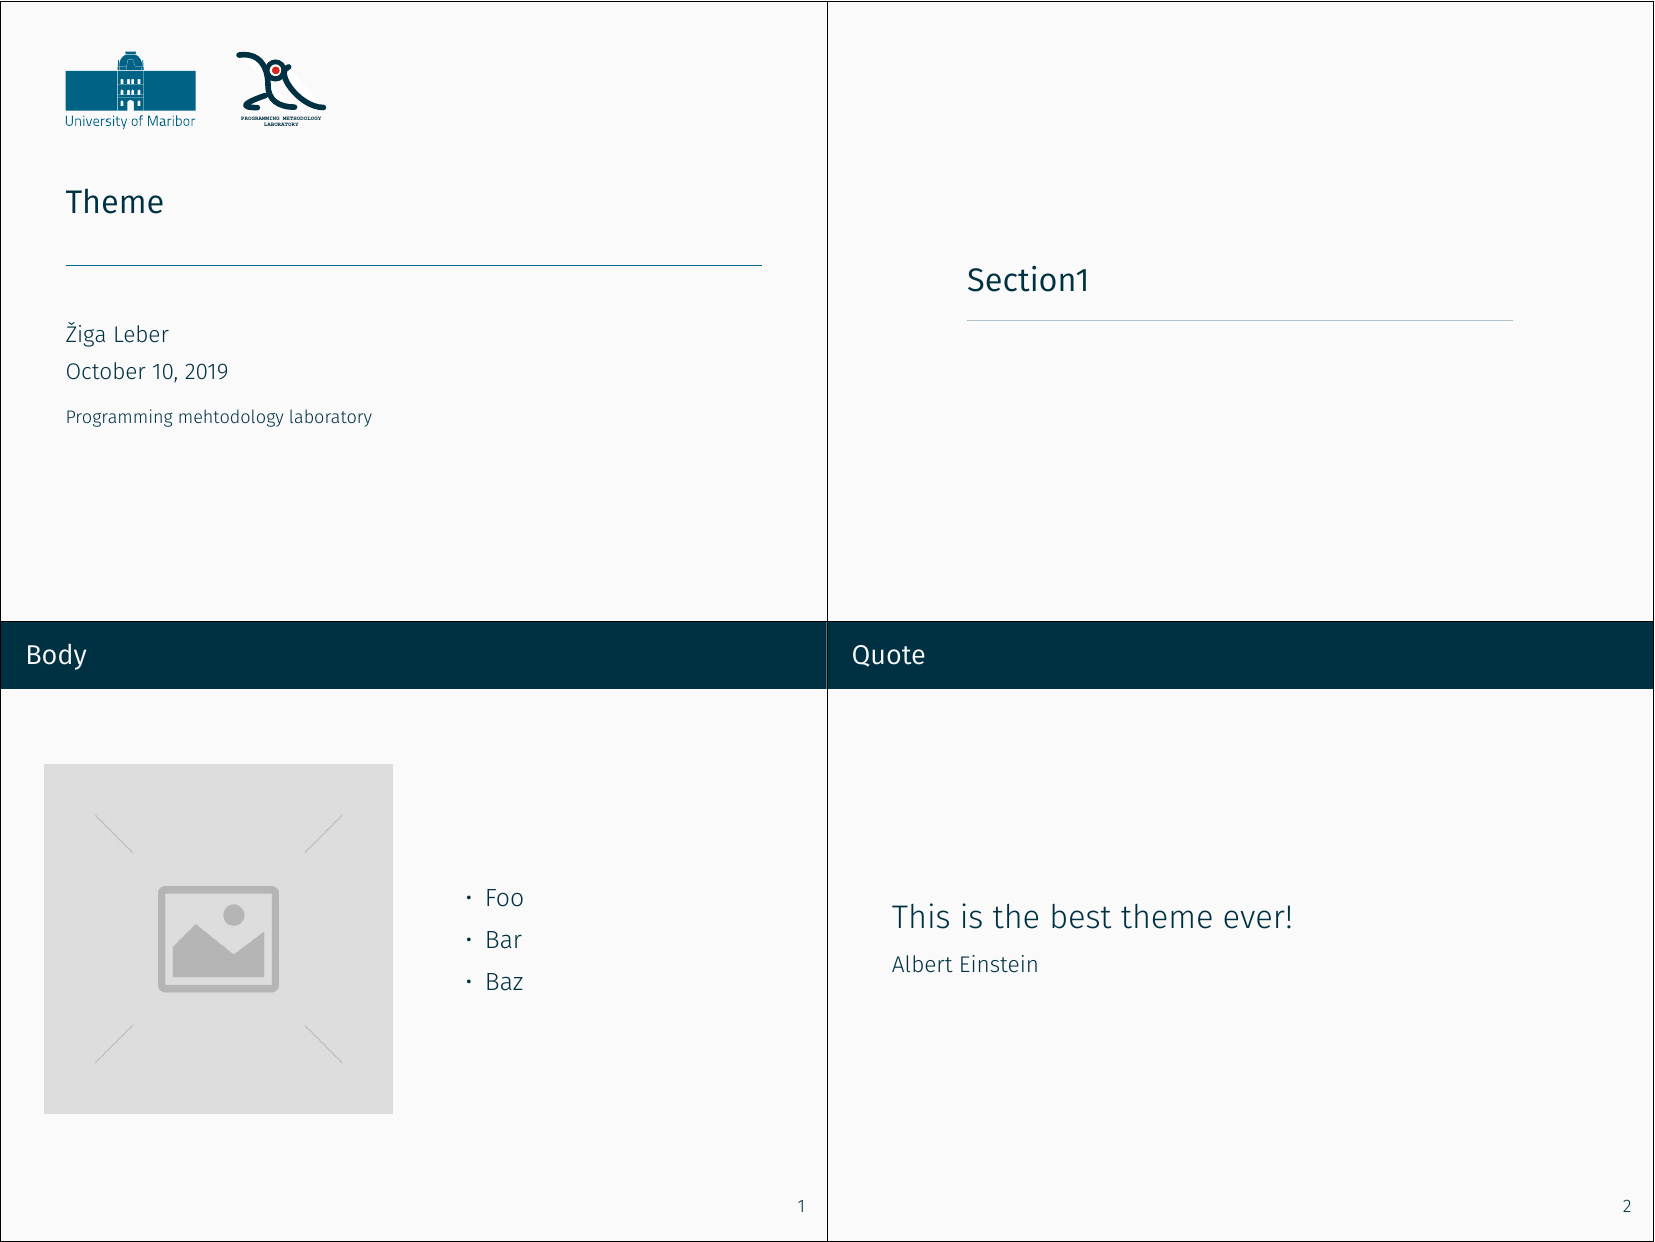 University of Maribor
PROGRAMMING METHODOLOGY
LABORATORY
Theme
Žiga Leber
October 10, 2019
Programming mehtodology laboratory
Section1
Body
• Foo
• Bar
• Baz
1
Quote
This is the best theme ever!
Albert Einstein
2